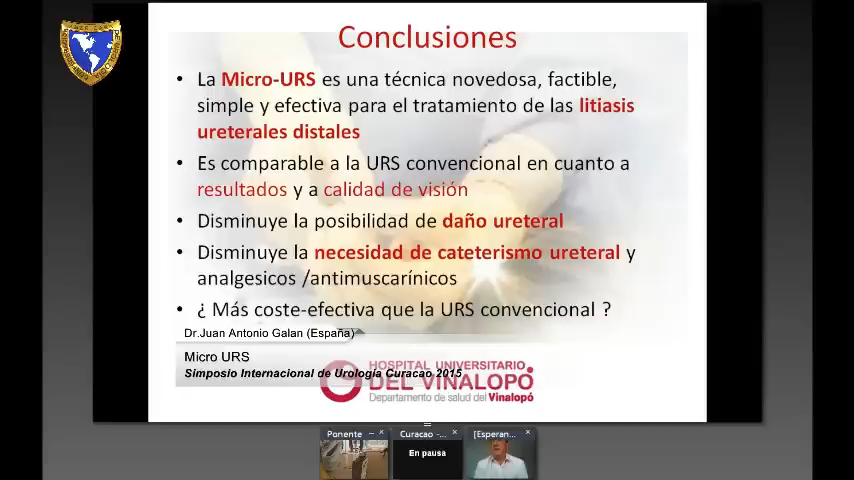 Conclusiones
• La Micro-URS es una técnica novedosa, factible,
simple y efectiva para el tratamiento de las litiasis
ureterales distales
• Es comparable a la URS convencional en cuanto a
resultados y a calidad de visión
• Disminuye la posibilidad de daño ureteral
• Disminuye la necesidad de cateterismo ureteral y
analgesicos /antimuscarínicos
• ¿ Más coste-efectiva que la URS convencional ?
Dr.Juan Antonio Galan (España)
Micro URS
Simposio Internacional de Urología Curacao 2015
HOSPITAL UNIVERSITARIO
DEL VINALOPÓ
Departamento de salud del Vinalopó
Ponente
Curacao -...
[Esperan...
En pausa